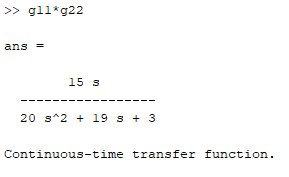 >> g11*g22
ans =
15 s
------------------
20 s^2 + 19 s + 3
Continuous-time transfer function.